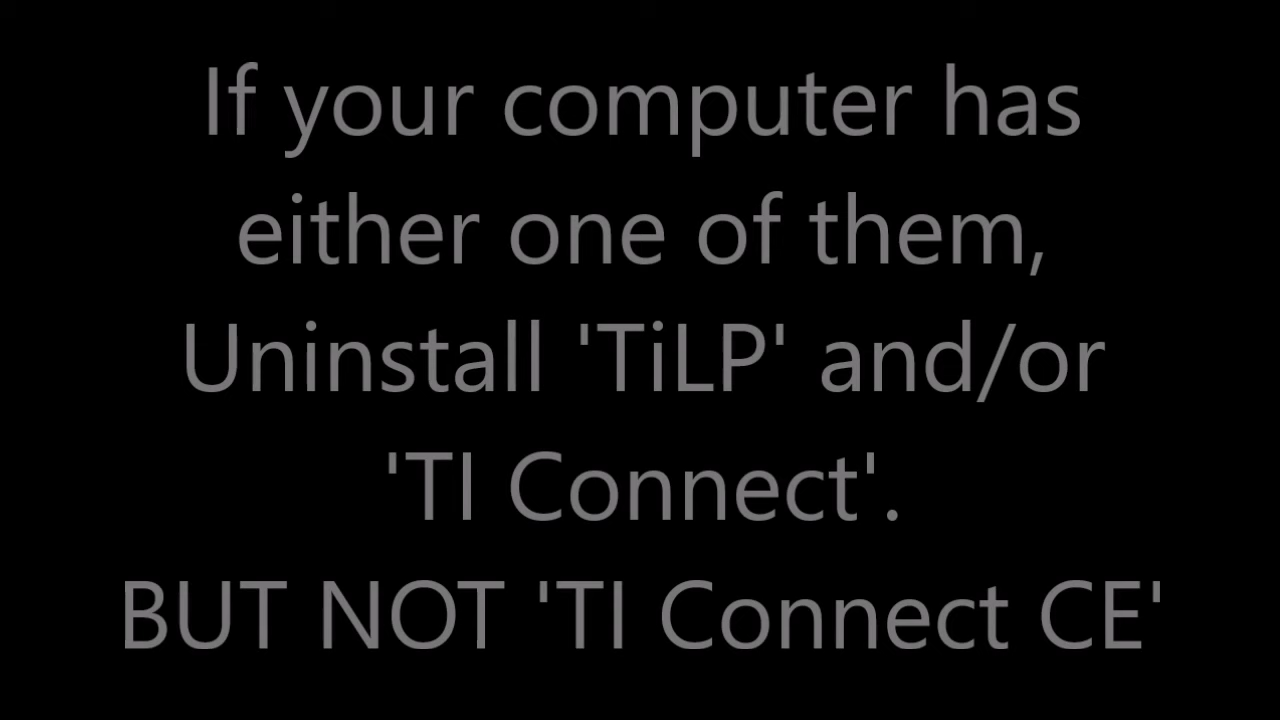 If your computer has
either one of them,
Uninstall 'TiLP' and/or
'TI Connect'.
BUT NOT 'TI Connect CE'